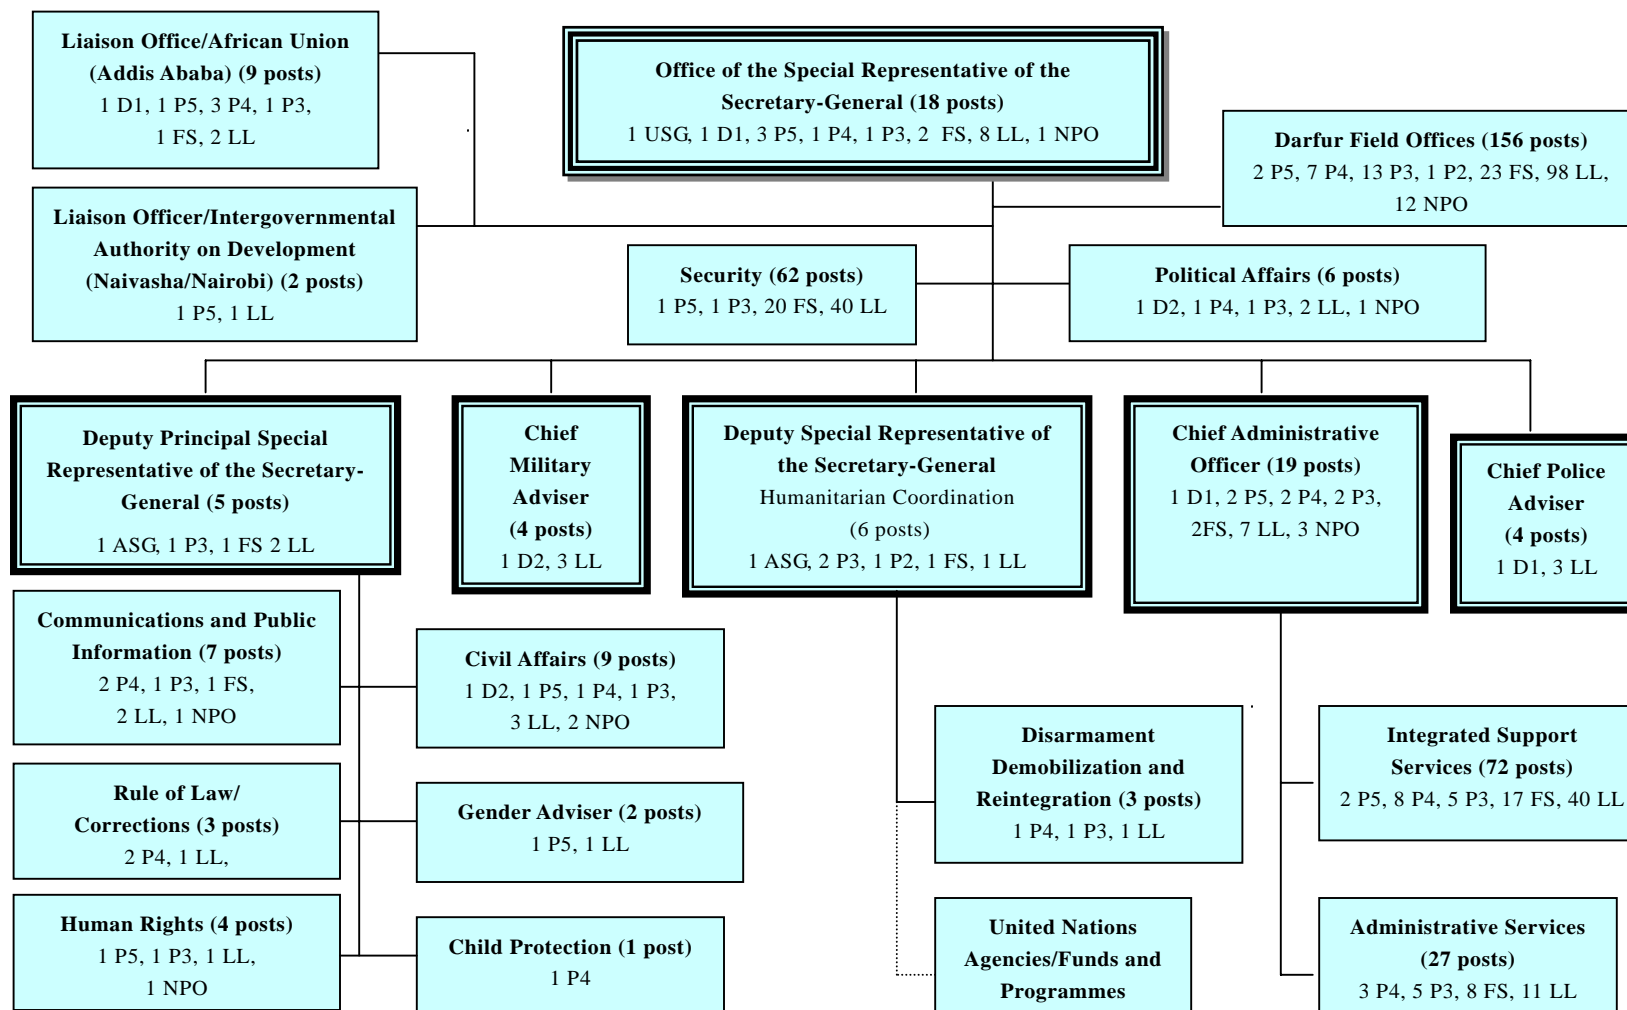 Liaison Office/African Union
(Addis Ababa) (9 posts)
1 D1, 1 P5, 3 P4, 1 P3,
1 FS, 2 LL
Office of the Special Representative of the
Secretary-General (18 posts)
1 USG, 1 D1, 3 P5, 1 P4, 1 P3, 2 FS, 8 LL, 1 NPO
Darfur Field Offices (156 posts)
2 P5, 7 P4, 13 P3, 1 P2, 23 FS, 98 LL,
12 NPO
Liaison Officer/Intergovernmental
Authority on Development
(Naivasha/Nairobi) (2 posts)
1 P5, 1 LL
Security (62 posts)
1 P5, 1 P3, 20 FS, 40 LL
Political Affairs (6 posts)
1 D2, 1 P4, 1 P3, 2 LL, 1 NPO
Deputy Principal Special
Representative of the Secretary-
General (5 posts)
1 ASG, 1 P3, 1 FS 2 LL
Chief
Military
Adviser
(4 posts)
1 D2, 3 LL
Deputy Special Representative of
the Secretary-General
Humanitarian Coordination
(6 posts)
1 ASG, 2 P3, 1 P2, 1 FS, 1 LL
Chief Administrative
Officer (19 posts)
1 D1, 2 P5, 2 P4, 2 P3,
2FS, 7 LL, 3 NPO
Chief Police
Adviser
(4 posts)
1 D1, 3 LL
Communications and Public
Information (7 posts)
2 P4, 1 P3, 1 FS,
2 LL, 1 NPO
Civil Affairs (9 posts)
1 D2, 1 P5, 1 P4, 1 P3,
3 LL, 2 NPO
Rule of Law/
Corrections (3 posts)
2 P4, 1 LL,
Gender Adviser (2 posts)
1 P5, 1 LL
Human Rights (4 posts)
1 P5, 1 P3, 1 LL,
1 NPO
Child Protection (1 post)
1 P4
Disarmament
Demobilization and
Reintegration (3 posts)
1 P4, 1 P3, 1 LL
United Nations
Agencies/Funds and
Programmes
Integrated Support
Services (72 posts)
2 P5, 8 P4, 5 P3, 17 FS, 40 LL
Administrative Services
(27 posts)
3 P4, 5 P3, 8 FS, 11 LL